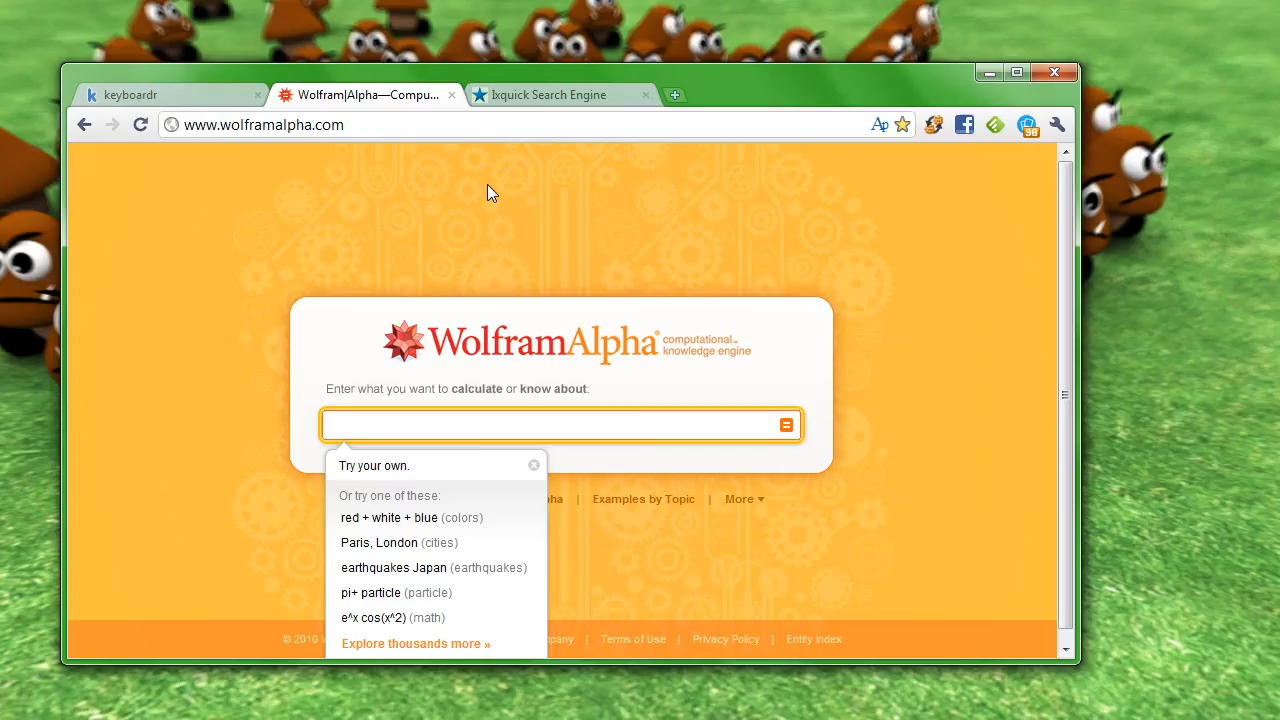 keyboardr
Wolfram|Alpha—Compu...
Ixquick Search Engine
www.wolframalpha.com
Ap
98
WolframAlpha computational
knowledge engine
Enter what you want to calculate or know about:
Try your own.
Or try one of these:
pha | Examples by Topic | More
red + white + blue (colors)
Paris, London (cities)
earthquakes Japan (earthquakes)
pi+ particle (particle)
e^x cos(x^2) (math)
Explore thousands more »
© 2010 W
mpany | Terms of Use | Privacy Policy | Entity Index